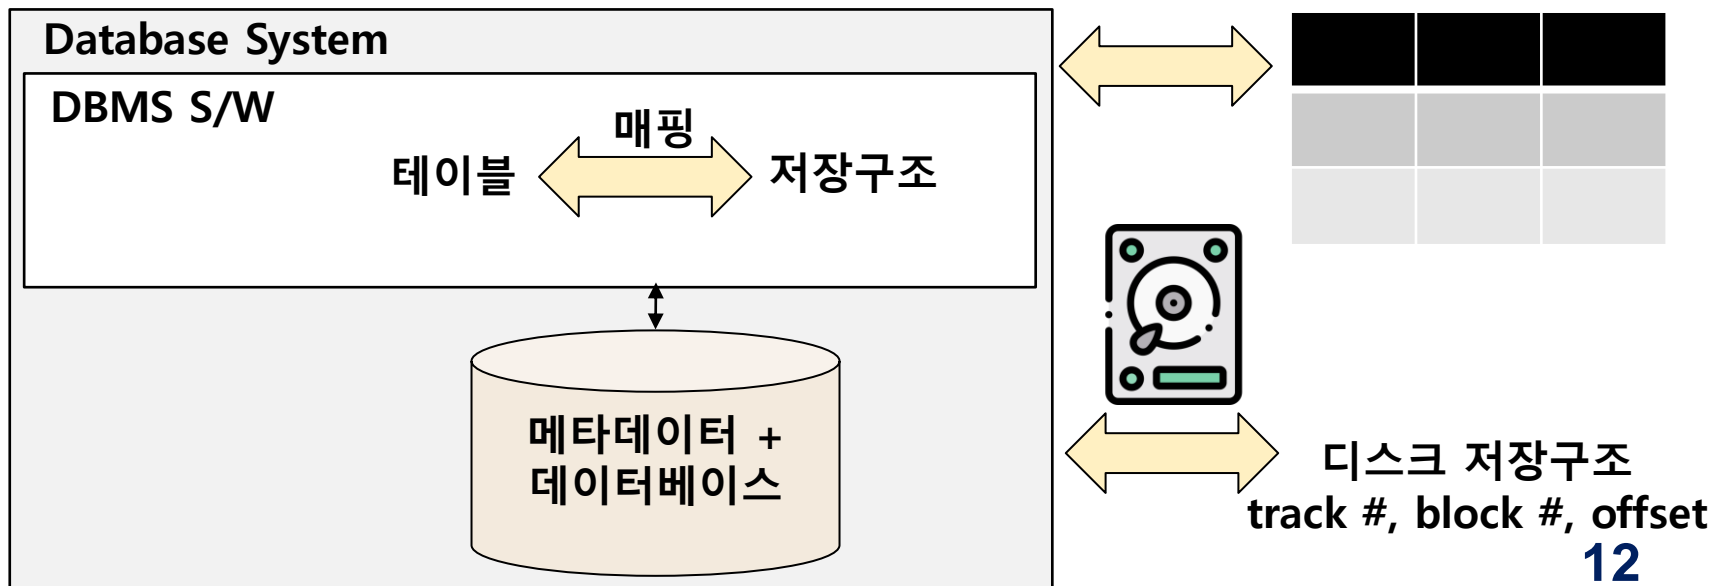 Database System
DBMS S/W
매핑
테이블
저장구조
메타데이터 +
데이터베이스
디스크 저장구조
track #, block #, offset
12